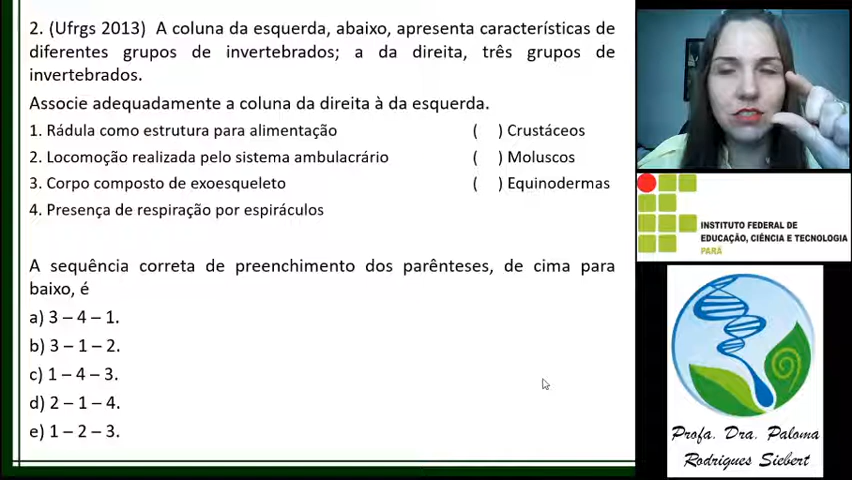 2. (Ufrgs 2013) A coluna da esquerda, abaixo, apresenta características de
diferentes grupos de invertebrados; a da direita, três grupos de
invertebrados.
Associe adequadamente a coluna da direita à da esquerda.
1. Rádula como estrutura para alimentação ( ) Crustáceos
2. Locomoção realizada pelo sistema ambulacrário ( ) Moluscos
3. Corpo composto de exoesqueleto ( ) Equinodermas
4. Presença de respiração por espiráculos
A sequência correta de preenchimento dos parênteses, de cima para
baixo, é
a) 3 – 4 – 1.
b) 3 – 1 – 2.
c) 1 – 4 – 3.
d) 2 – 1 – 4.
e) 1 – 2 – 3.
INSTITUTO FEDERAL DE
EDUCAÇÃO, CIÊNCIA E TECNOLOGIA
PARÁ
Profa. Dra. Paloma
Rodrigues Siebert